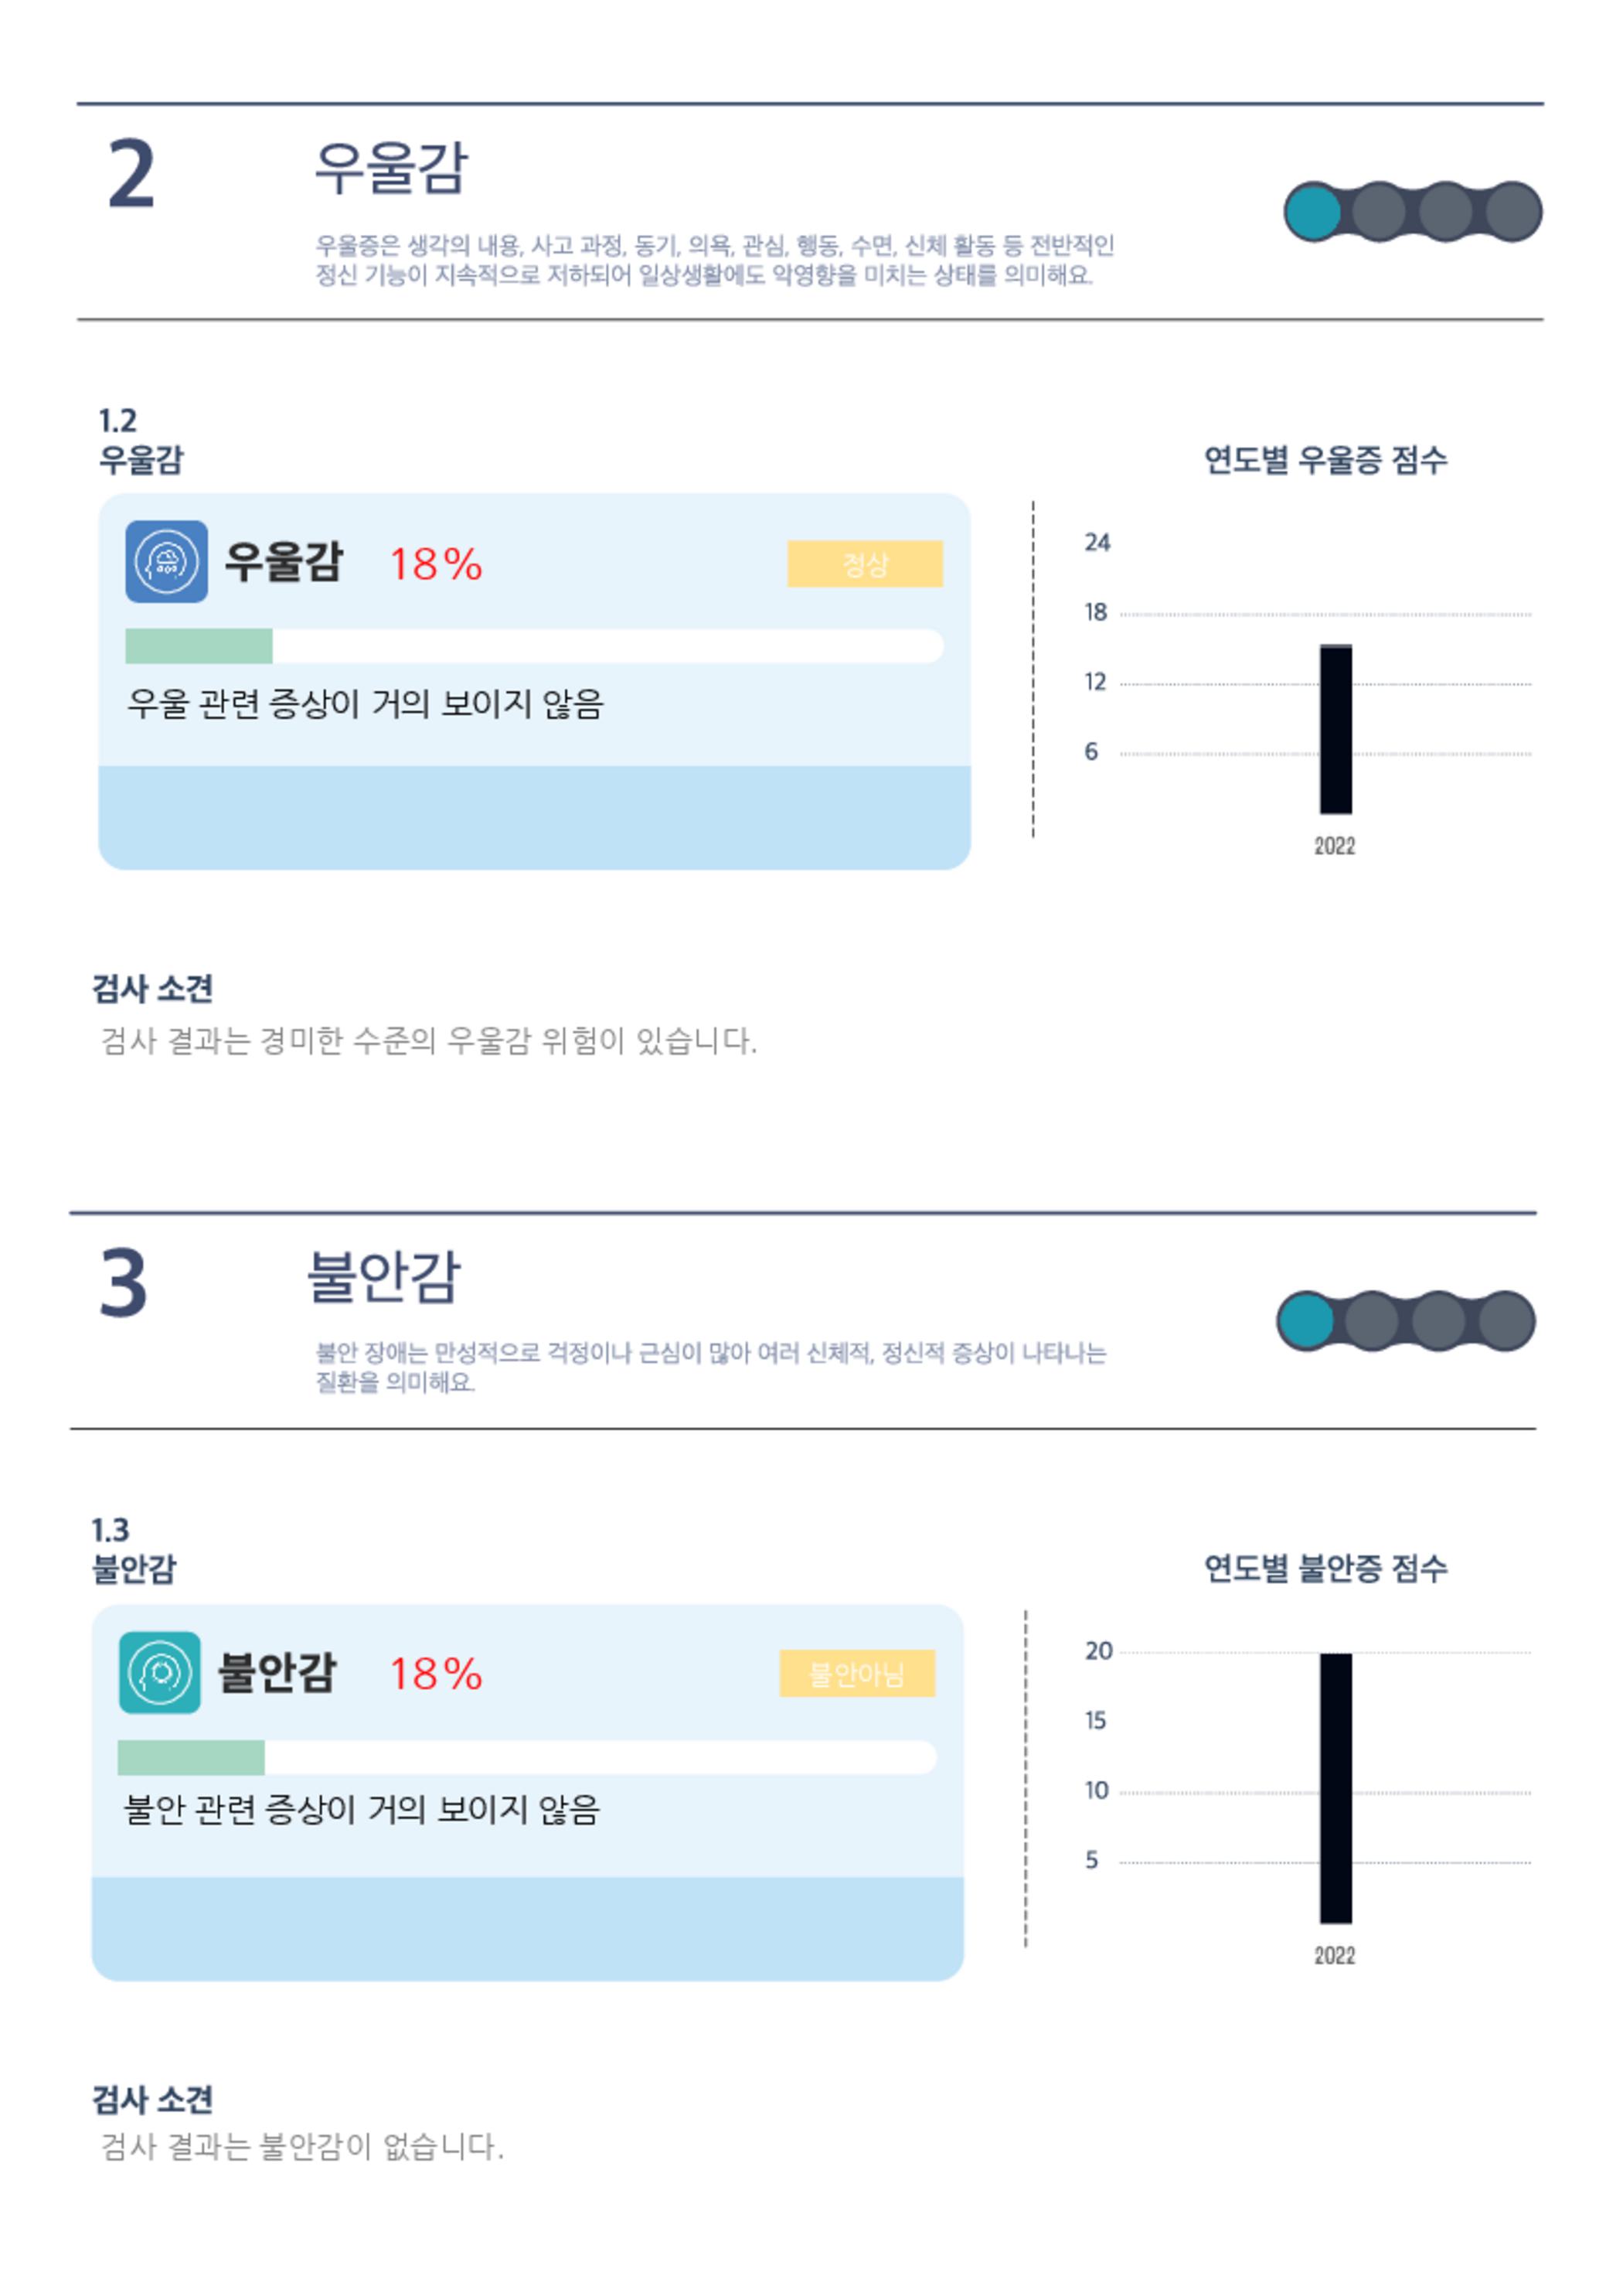 2
우울감
우울증은 생각의 내용, 사고 과정, 동기, 의욕, 관심, 행동, 수면, 신체 활동 등 전반적인
정신 기능이 지속적으로 저하되어 일상생활에도 악영향을 미치는 상태를 의미해요.
1.2
우울감
우울감 18% 정상
우울 관련 증상이 거의 보이지 않음
연도별 우울증 점수
24
18
12
6
2022
검사 소견
검사 결과는 경미한 수준의 우울감 위험이 있습니다.
3
불안감
불안 장애는 만성적으로 걱정이나 근심이 많아 여러 신체적, 정신적 증상이 나타나는
질환을 의미해요.
1.3
불안감
불안감 18% 불안아님
불안 관련 증상이 거의 보이지 않음
연도별 불안증 점수
20
15
10
5
2022
검사 소견
검사 결과는 불안감이 없습니다.